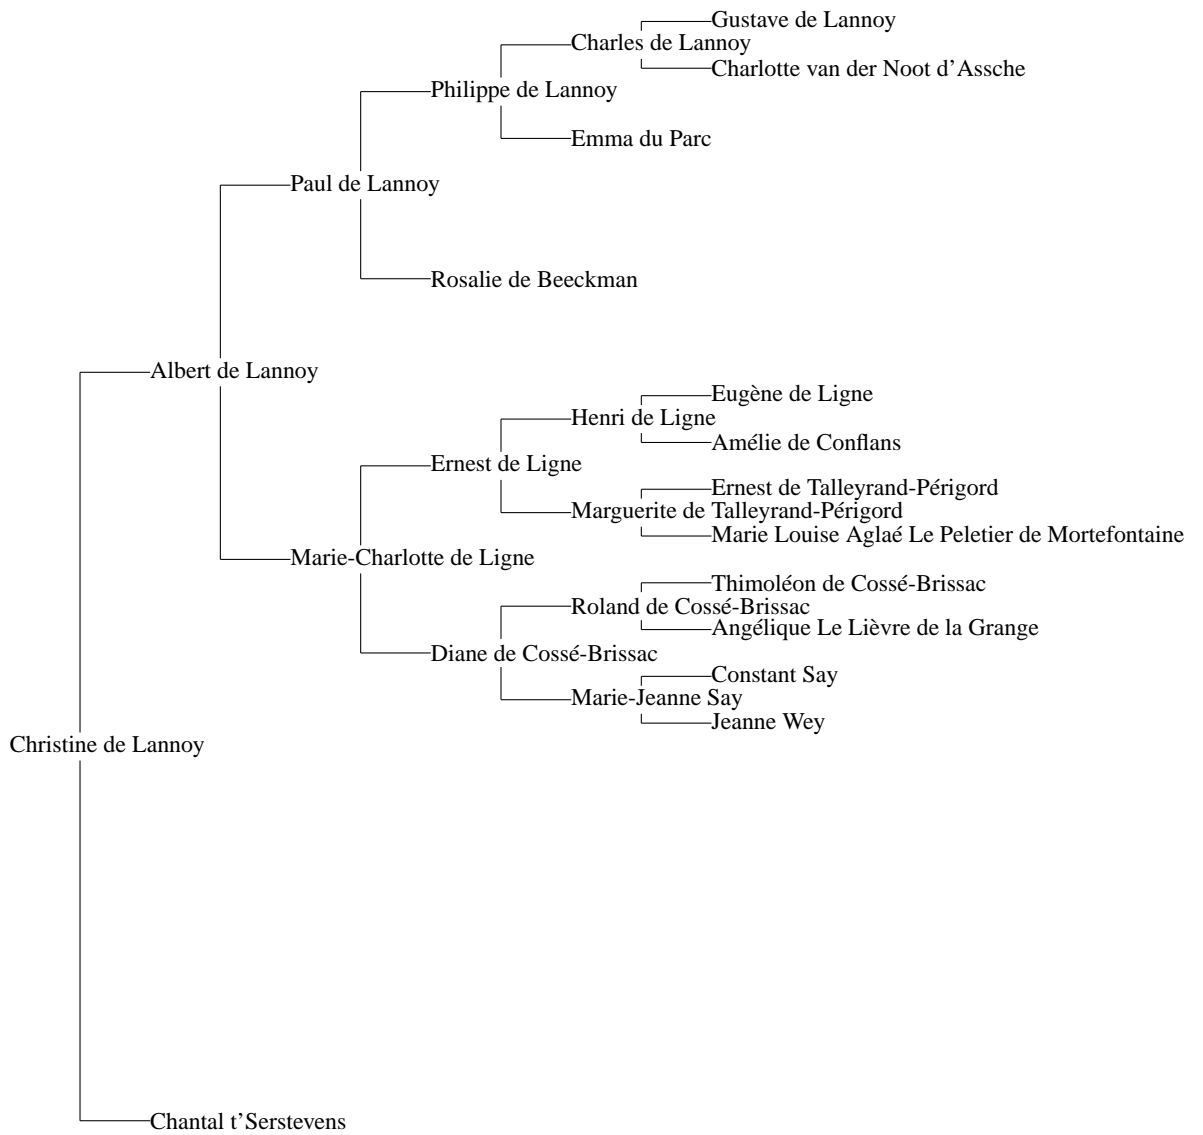 Gustave de Lannoy
Charles de Lannoy
Charlotte van der Noot d’Assche
Philippe de Lannoy
Emma du Parc
Paul de Lannoy
Rosalie de Beeckman
Albert de Lannoy
Eugène de Ligne
Henri de Ligne
Amélie de Conflans
Ernest de Ligne
Ernest de Talleyrand-Périgord
Marguerite de Talleyrand-Périgord
Marie Louise Aglaé Le Peletier de Mortefontaine
Marie-Charlotte de Ligne
Thimoléon de Cossé-Brissac
Roland de Cossé-Brissac
Angélique Le Lièvre de la Grange
Diane de Cossé-Brissac
Constant Say
Marie-Jeanne Say
Jeanne Wey
Christine de Lannoy
Chantal t’Serstevens